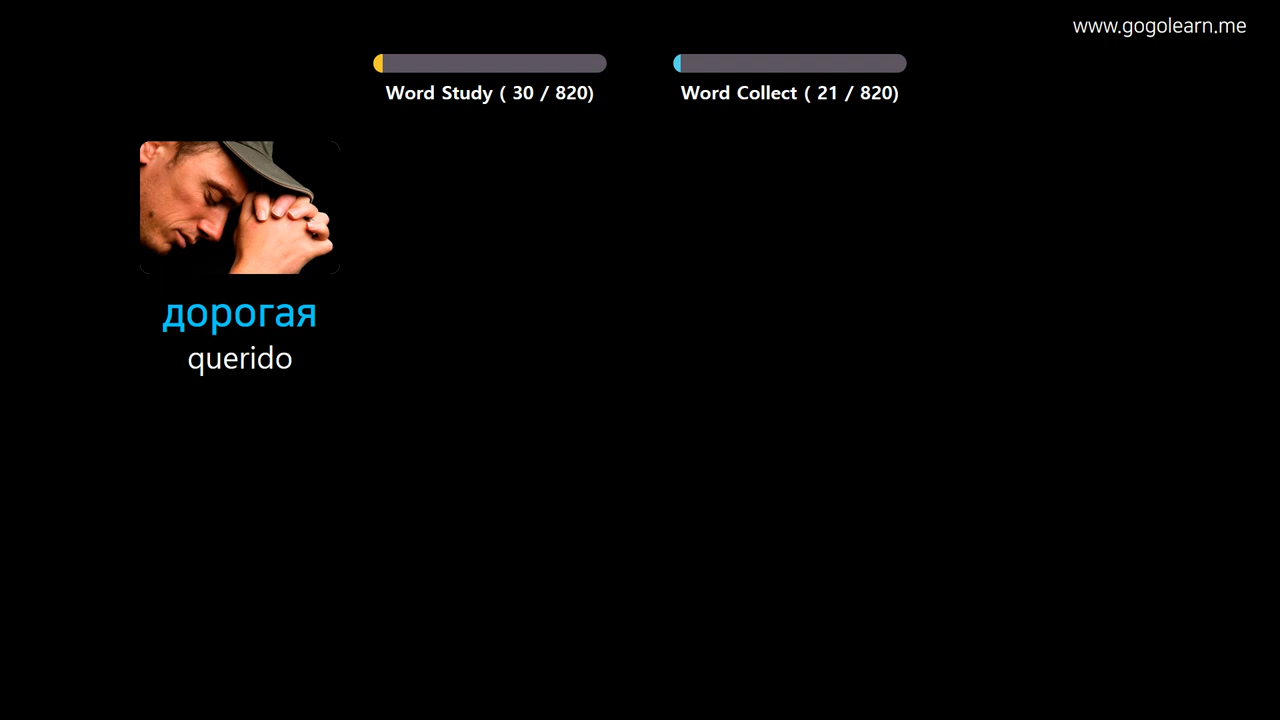 www.gogolearn.me
Word Study ( 30 / 820)
Word Collect ( 21 / 820)
дорогая
querido